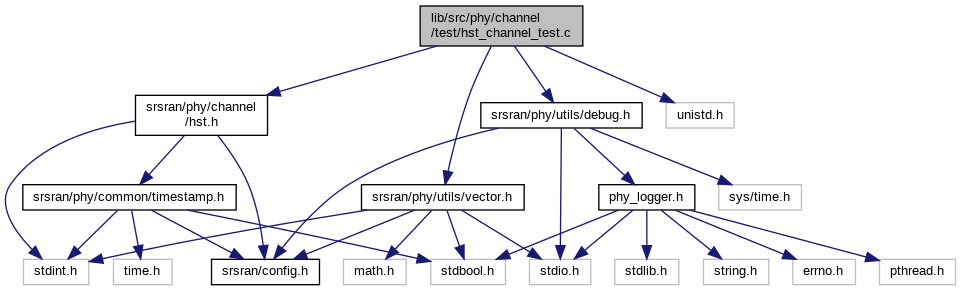 lib/src/phy/channel
/test/hst_channel_test.c
srsran/phy/channel
/hst.h
srsran/phy/utils/debug.h
unistd.h
srsran/phy/common/timestamp.h
srsran/phy/utils/vector.h
phy_logger.h
sys/time.h
stdint.h
time.h
srsran/config.h
math.h
stdbool.h
stdio.h
stdlib.h
string.h
errno.h
pthread.h